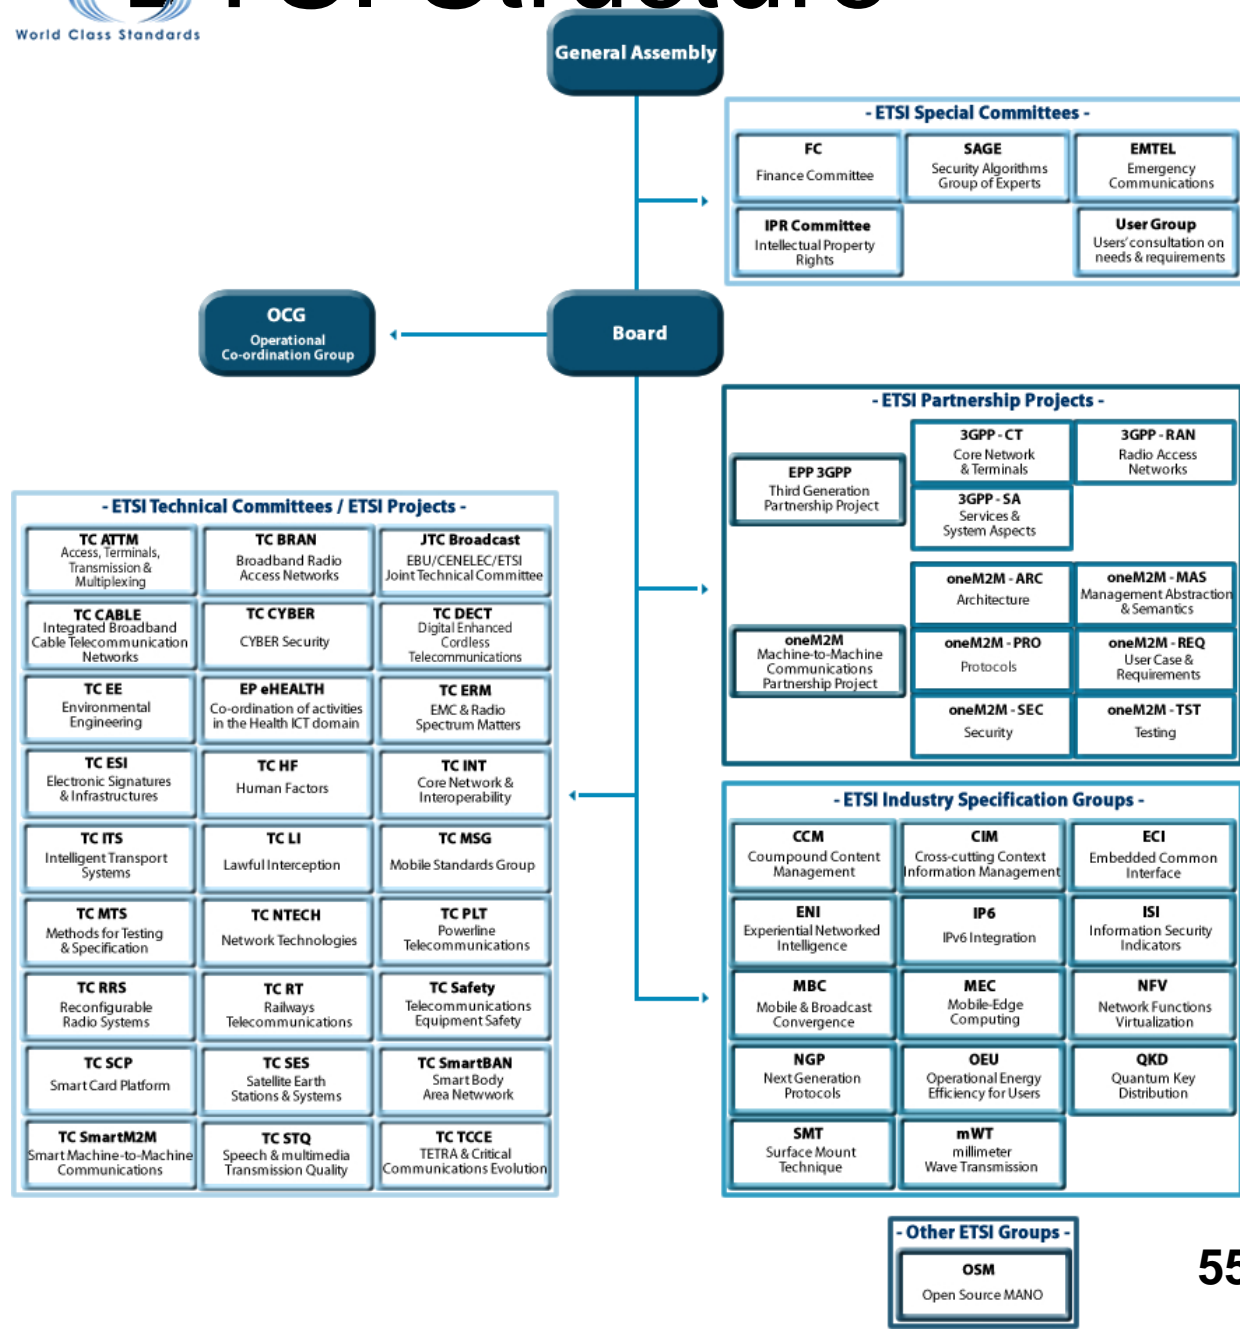 ETSI Structure
World Class Standards
General Assembly
- ETSI Special Committees -
FC
Finance Committee
SAGE
Security Algorithms
Group of Experts
EMTEL
Emergency
Communications
IPR Committee
Intellectual Property
Rights
User Group
Users' consultation on
needs & requirements
OCG
Operational
Co-ordination Group
Board
- ETSI Partnership Projects -
EPP 3GPP
Third Generation
Partnership Project
3GPP - CT
Core Network
& Terminals
3GPP - RAN
Radio Access
Networks
3GPP - SA
Services &
System Aspects
oneM2M
Machine-to-Machine
Communications
Partnership Project
oneM2M - ARC
Architecture
oneM2M - MAS
Management Abstraction
& Semantics
oneM2M - PRO
Protocols
oneM2M - REQ
User Case &
Requirements
oneM2M - SEC
Security
oneM2M - TST
Testing
- ETSI Technical Committees / ETSI Projects -
TC ATTM
Access, Terminals,
Transmission &
Multiplexing
TC BRAN
Broadband Radio
Access Networks
JTC Broadcast
EBU/CENELEC/ETSI
Joint Technical Committee
TC CABLE
Integrated Broadband
Cable Telecommunication
Networks
TC CYBER
CYBER Security
TC DECT
Digital Enhanced
Cordless
Telecommunications
TC EE
Environmental
Engineering
EP eHEALTH
Co-ordination of activities
in the Health ICT domain
TC ERM
EMC & Radio
Spectrum Matters
TC ESI
Electronic Signatures
& Infrastructures
TC HF
Human Factors
TC INT
Core Network &
Interoperability
TC ITS
Intelligent Transport
Systems
TC LI
Lawful Interception
TC MSG
Mobile Standards Group
TC MTS
Methods for Testing
& Specification
TC NTECH
Network Technologies
TC PLT
Powerline
Telecommunications
TC RRS
Reconfigurable
Radio Systems
TC RT
Railways
Telecommunications
TC Safety
Telecommunications
Equipment Safety
TC SCP
Smart Card Platform
TC SES
Satellite Earth
Stations & Systems
TC SmartBAN
Smart Body
Area Netwwork
TC SmartM2M
Smart Machine-to-Machine
Communications
TC STQ
Speech & multimedia
Transmission Quality
TC TCCE
TETRA & Critical
Communications Evolution
- ETSI Industry Specification Groups -
CCM
Coumpound Content
Management
CIM
Cross-cutting Context
Information Management
ECI
Embedded Common
Interface
ENI
Experiential Networked
Intelligence
IP6
IPv6 Integration
ISI
Information Security
Indicators
MBC
Mobile & Broadcast
Convergence
MEC
Mobile-Edge
Computing
NFV
Network Functions
Virtualization
NGP
Next Generation
Protocols
OEU
Operational Energy
Efficiency for Users
QKD
Quantum Key
Distribution
SMT
Surface Mount
Technique
mWT
millimeter
Wave Transmission
- Other ETSI Groups -
OSM
Open Source MANO
55